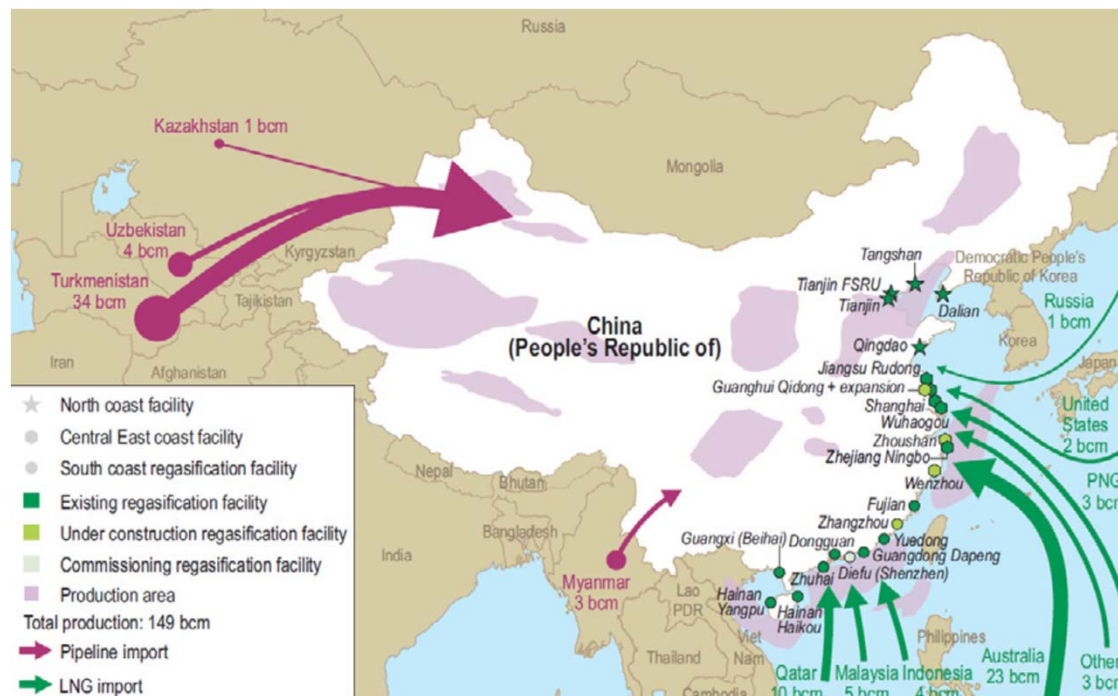 Russia
Kazakhstan 1 bcm
Mongolia
Uzbekistan
4 bcm
Kyrgyzstan
Turkmenistan
34 bcm
Tajikistan
Iran
Afghanistan
China
(People's Republic of)
Tangshan
Tianjin FSRU
Tianjin
Dalian
Democratic People's
Republic of Korea
Russia
1 bcm
Korea
Japan
Qingdao
Jiangsu Rudong
Guanghui Qidong + expansion
Shanghai
Wuhaogou
Zhoushan
Zhejiang Ningbo
Wenzhou
United
States
2 bcm
PNG
3 bcm
Fujian
Zhangzhou
Yuedong
Guangdong Dapeng
Diefu (Shenzhen)
Dongguan
Guangxi (Beihai)
Zhuhai
Hainan
Yangpu
Hainan
Haikou
Nepal
Bhutan
Bangladesh
India
Myanmar
3 bcm
Lao
PDR
Viet
Nam
Thailand
Cambodia
Philippines
Qatar
10 bcm
Malaysia
5 bcm
Indonesia
4 bcm
Australia
23 bcm
Other
3 bcm
North coast facility
Central East coast facility
South coast regasification facility
Existing regasification facility
Under construction regasification facility
Commissioning regasification facility
Production area
Total production: 149 bcm
Pipeline import
LNG import